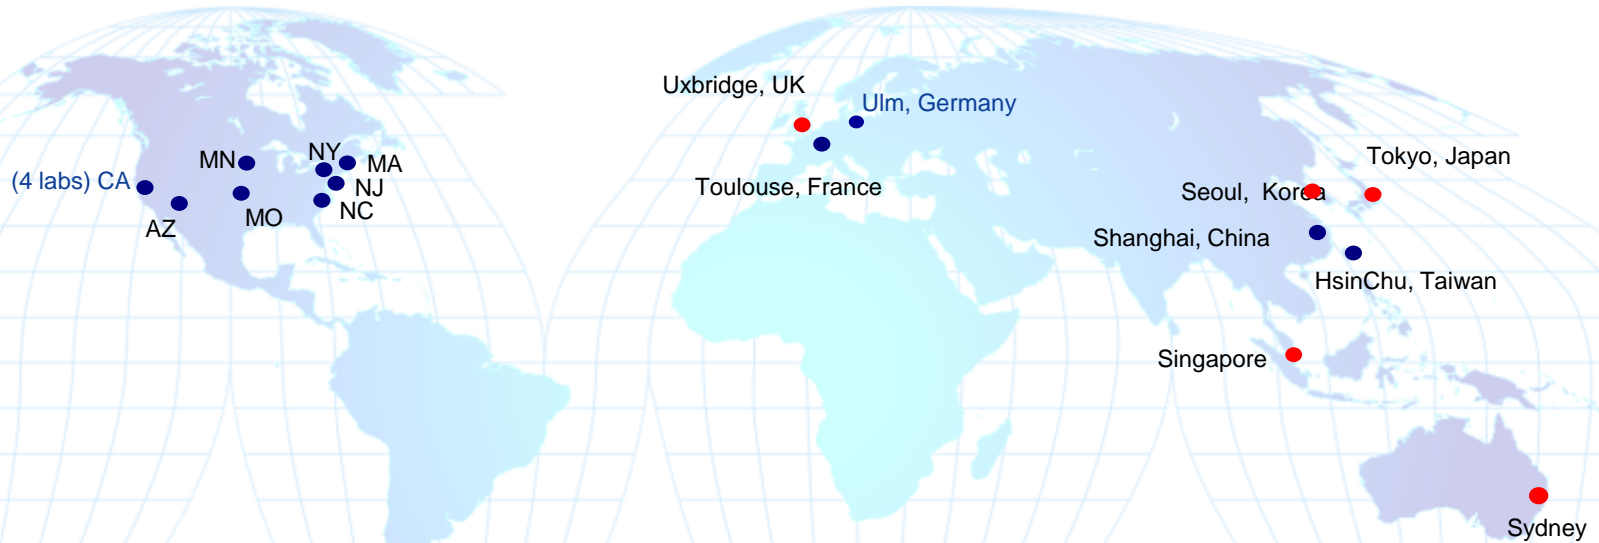 Uxbridge, UK
Ulm, Germany
MN
NY
MA
(4 labs) CA
NJ
NC
AZ
MO
Toulouse, France
Tokyo, Japan
Seoul,  Korea
Shanghai, China
HsinChu, Taiwan
Singapore
Sydney